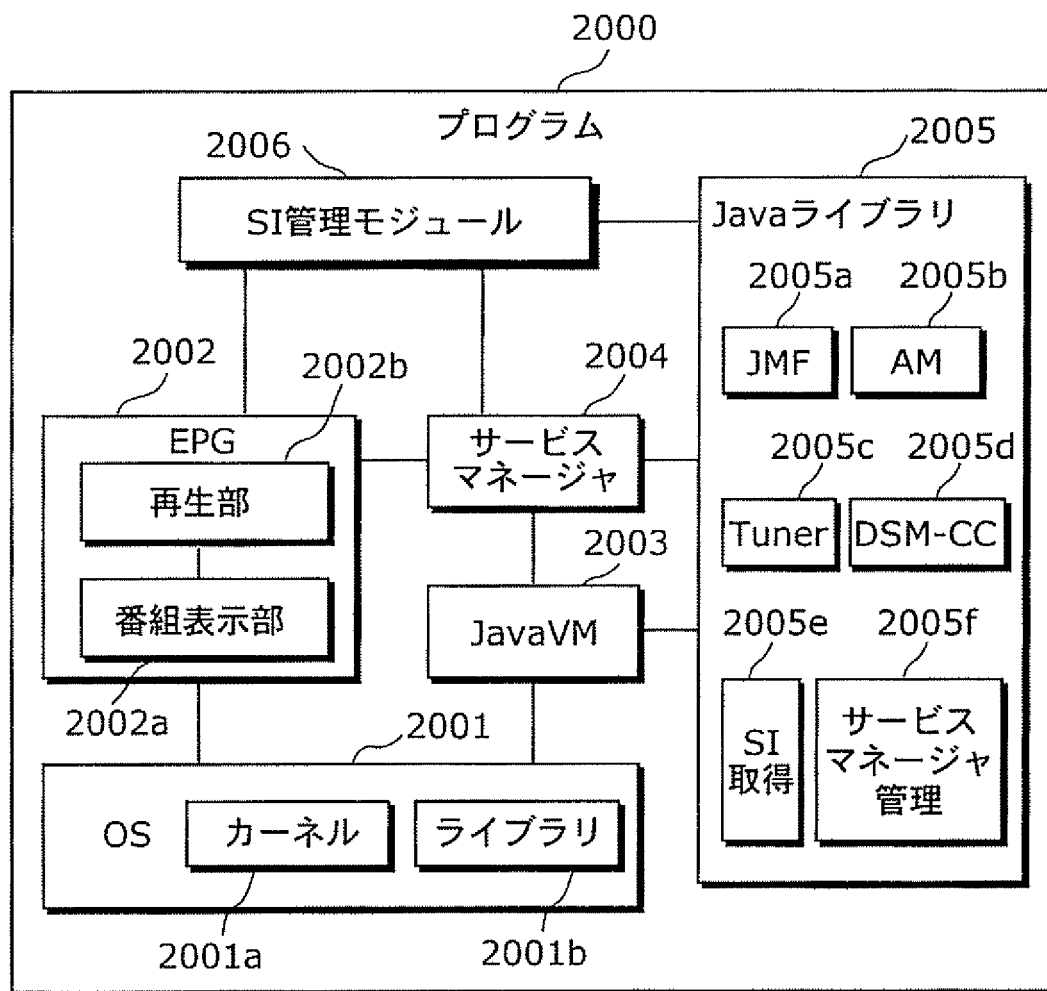 2000
プログラム
2006
SI管理モジュール
2005
Javaライブラリ
2005a
2005b
JMF
AM
2002
2002b
2004
EPG
再生部
番組表示部
サービス
マネージャ
2005c
2005d
Tuner
DSM-CC
2003
JavaVM
2005e
2005f
SI
取得
サービス
マネージャ
管理
2002a
2001
OS
カーネル
ライブラリ
2001a
2001b